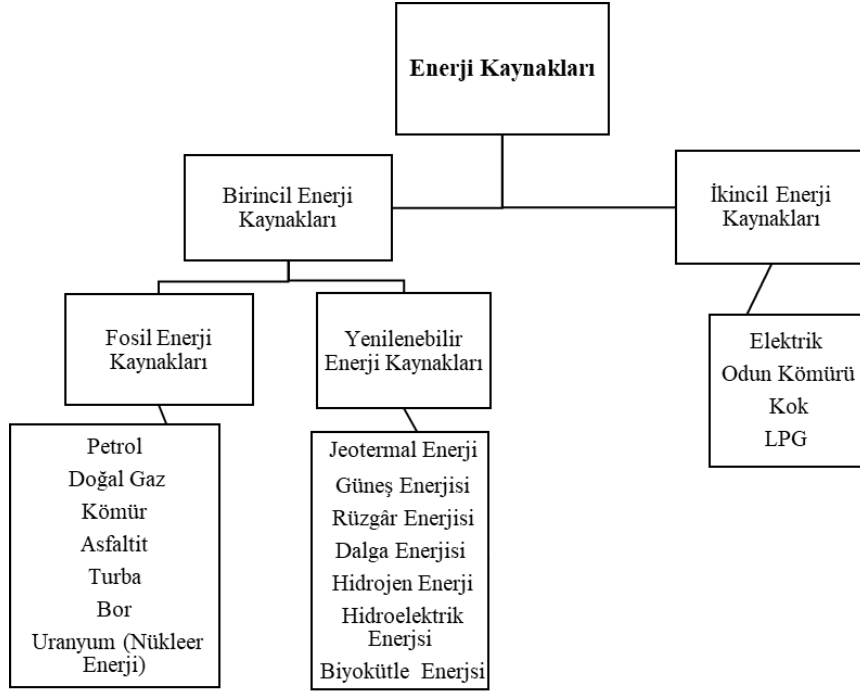 Enerji Kaynakları
Birincil Enerji
Kaynakları
İkincil Enerji
Kaynakları
Fosil Enerji
Kaynakları
Yenilenebilir
Enerji Kaynakları
Elektrik
Odun Kömürü
Kok
LPG
Petrol
Doğal Gaz
Kömür
Asfaltit
Turba
Bor
Uranyum (Nükleer
Enerji)
Jeotermal Enerji
Güneş Enerjisi
Rüzgâr Enerjisi
Dalga Enerjisi
Hidrojen Enerji
Hidroelektrik
Enerjsi
Biyokütle Enerjsi